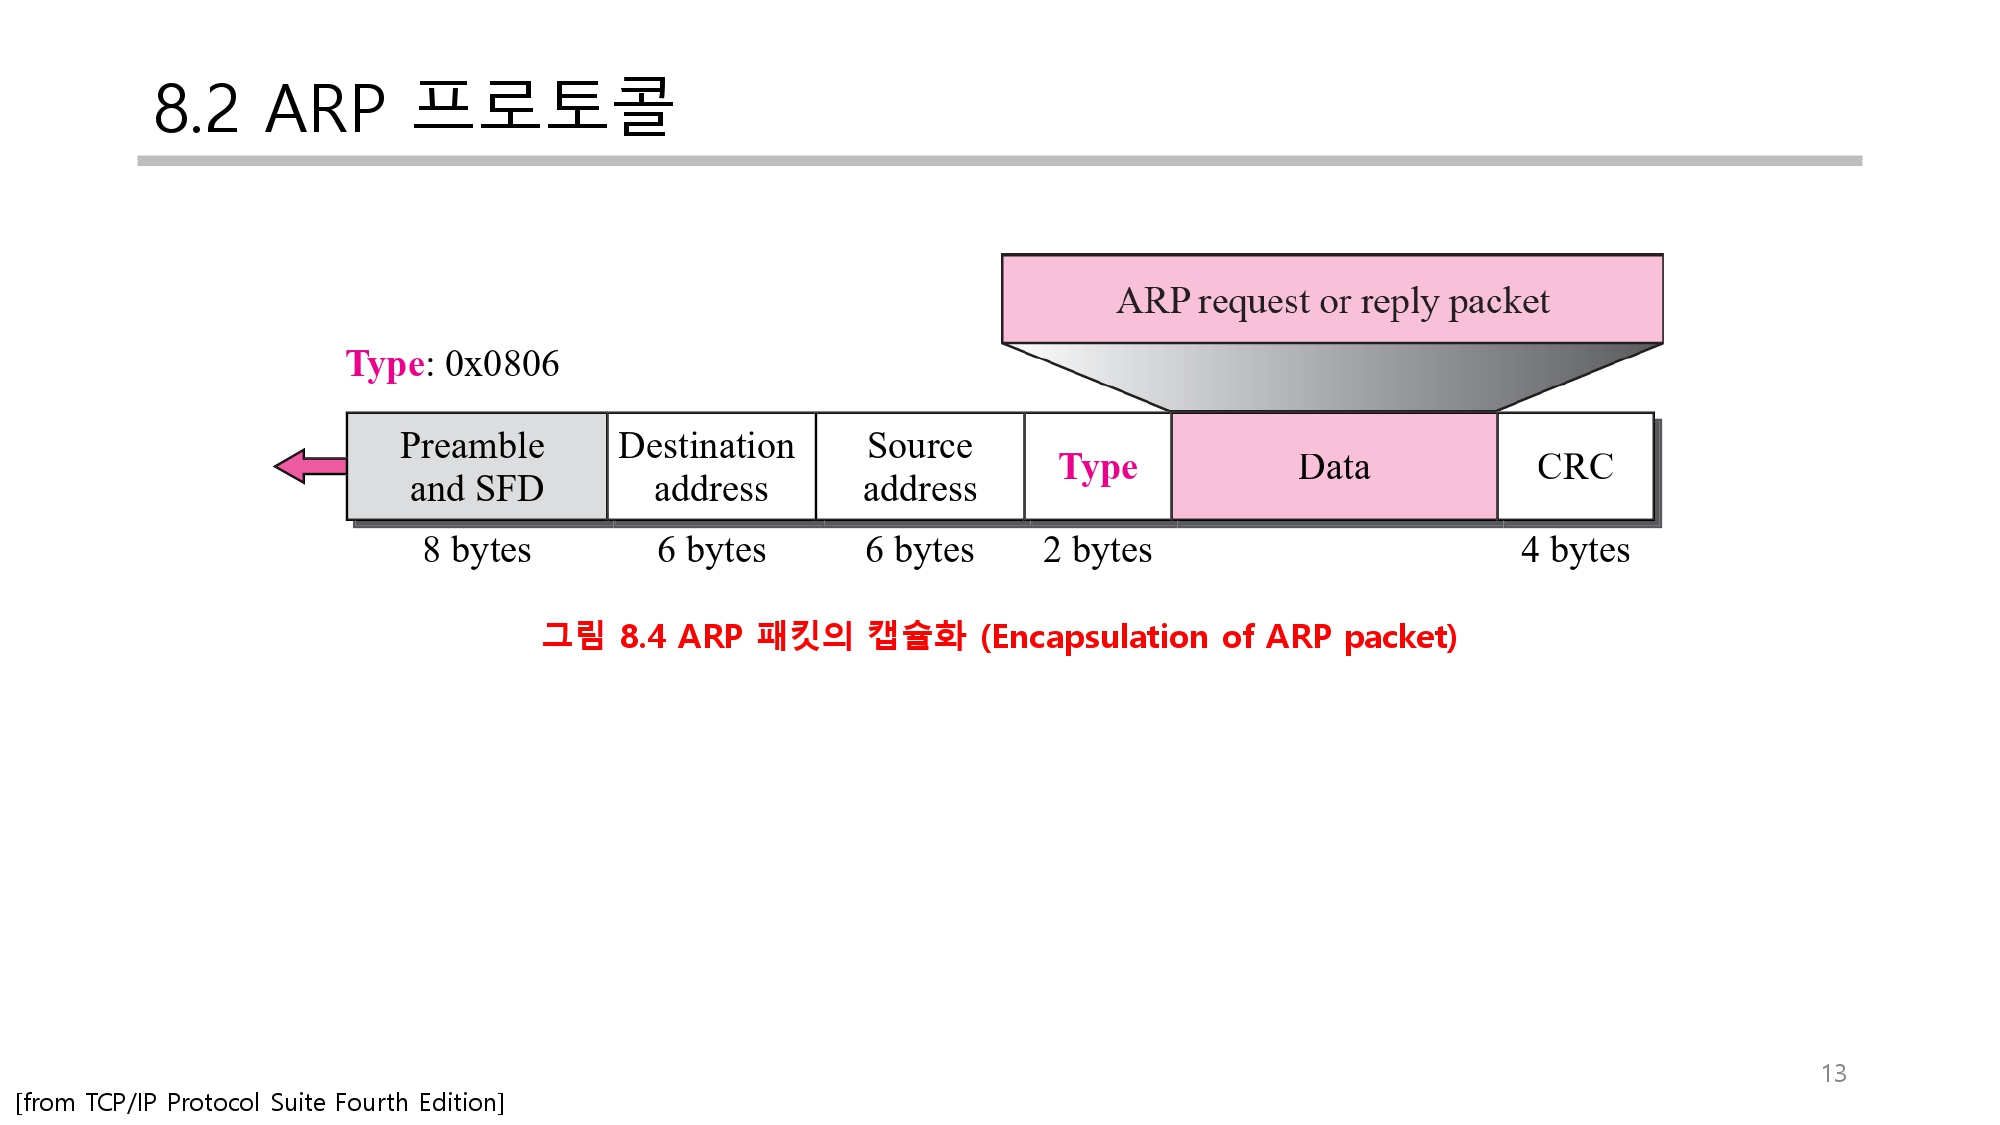 8.2 ARP 프로토콜
ARP request or reply packet
Type: 0x0806
Preamble
and SFD
Destination
address
Source
address
Type
Data
CRC
8 bytes
6 bytes
6 bytes
2 bytes
4 bytes
그림 8.4 ARP 패킷의 캡슐화 (Encapsulation of ARP packet)
13
[from TCP/IP Protocol Suite Fourth Edition]